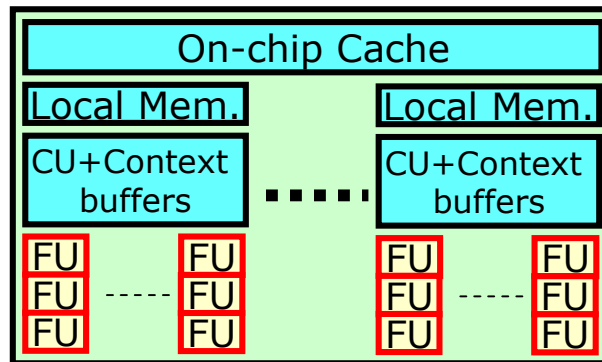 On-chip Cache
Local Mem. Local Mem.
CU+Context CU+Context
buffers buffers
FU FU FU FU
FU FU FU FU
FU FU FU FU